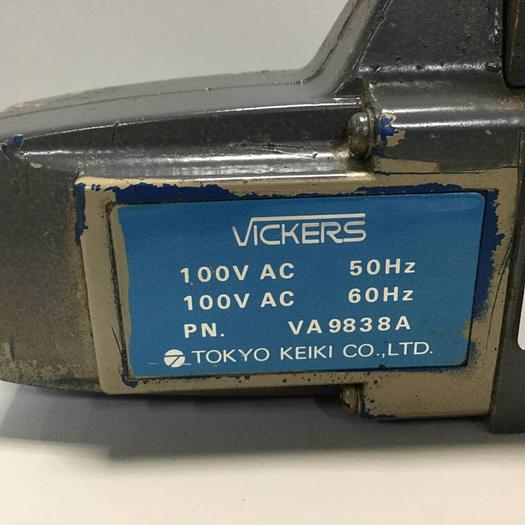 VICKERS
100V AC 50Hz
100V AC 60Hz
PN. VA9838A
TOKYO KEIKI CO.,LTD.